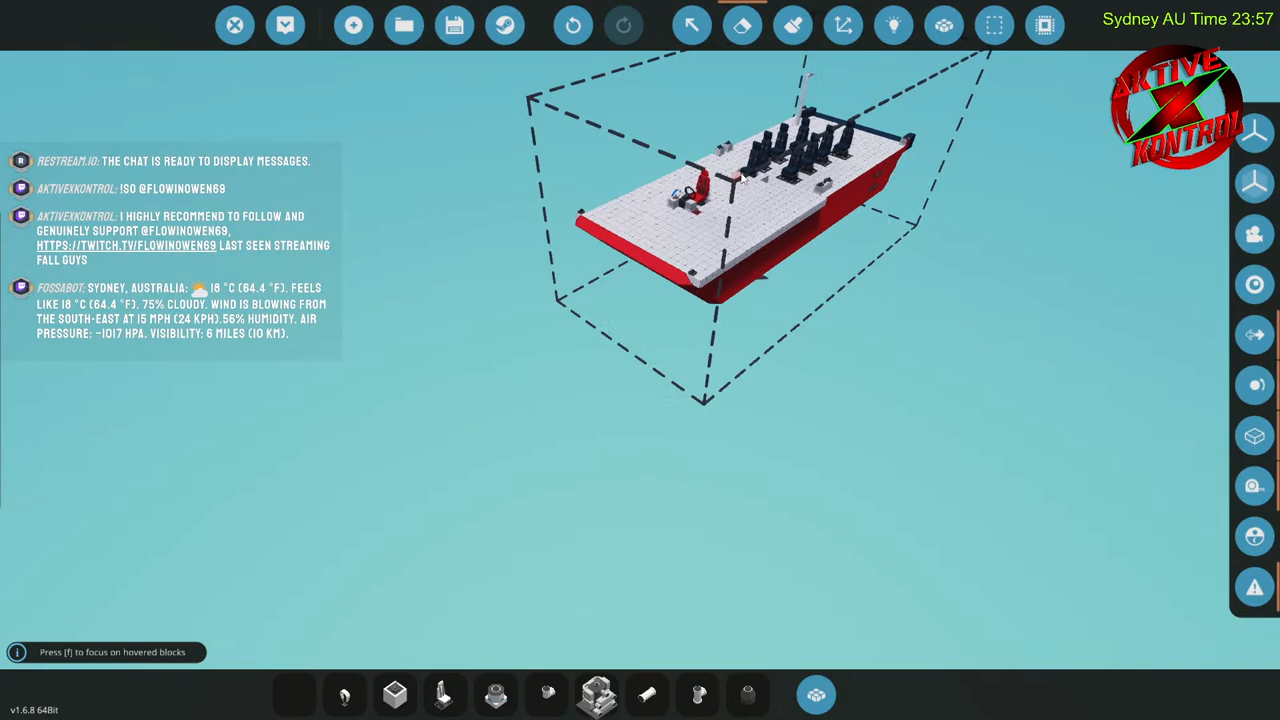 Sydney AU Time 23:57
AKTIVE
X
KONTROL
R
RESTREAM.IO: THE CHAT IS READY TO DISPLAY MESSAGES.
AKTIVEXKONTROL: !SO @FLOWINOWEN69
AKTIVEXKONTROL: I HIGHLY RECOMMEND TO FOLLOW AND
GENUINELY SUPPORT @FLOWINOWEN69,
HTTPS://TWITCH.TV/FLOWINOWEN69 LAST SEEN STREAMING
FALL GUYS
FOSSABOT: SYDNEY, AUSTRALIA: 18 °C (64.4 °F). FEELS
LIKE 18 °C (64.4 °F). 75% CLOUDY. WIND IS BLOWING FROM
THE SOUTH-EAST AT 15 MPH (24 KPH).56% HUMIDITY. AIR
PRESSURE: ~1017 HPA. VISIBILITY: 6 MILES (10 KM).
Press [f] to focus on hovered blocks
v1.6.8 64Bit